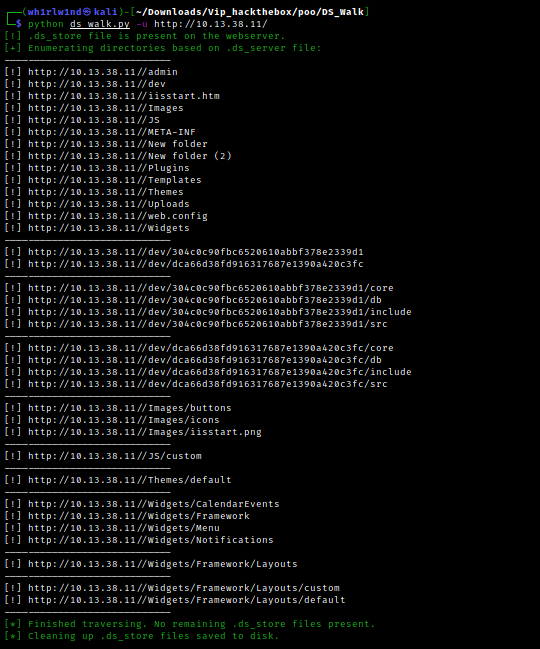 ┌──(wh1rlwind㉿kali)-[~/Downloads/Vip_hackthebox/poo/DS_Walk]
└─$ python ds_walk.py -u http://10.13.38.11/
[!] .ds_store file is present on the webserver.
[+] Enumerating directories based on .ds_server file:
----------------------------
[!] http://10.13.38.11//admin
[!] http://10.13.38.11//dev
[!] http://10.13.38.11//iisstart.htm
[!] http://10.13.38.11//Images
[!] http://10.13.38.11//JS
[!] http://10.13.38.11//META-INF
[!] http://10.13.38.11//New folder
[!] http://10.13.38.11//New folder (2)
[!] http://10.13.38.11//Plugins
[!] http://10.13.38.11//Templates
[!] http://10.13.38.11//Themes
[!] http://10.13.38.11//Uploads
[!] http://10.13.38.11//web.config
[!] http://10.13.38.11//Widgets
----------------------------
[!] http://10.13.38.11//dev/304c0c90fbc6520610abbf378e2339d1
[!] http://10.13.38.11//dev/dca66d38fd916317687e1390a420c3fc
----------------------------
[!] http://10.13.38.11//dev/304c0c90fbc6520610abbf378e2339d1/core
[!] http://10.13.38.11//dev/304c0c90fbc6520610abbf378e2339d1/db
[!] http://10.13.38.11//dev/304c0c90fbc6520610abbf378e2339d1/include
[!] http://10.13.38.11//dev/304c0c90fbc6520610abbf378e2339d1/src
----------------------------
[!] http://10.13.38.11//dev/dca66d38fd916317687e1390a420c3fc/core
[!] http://10.13.38.11//dev/dca66d38fd916317687e1390a420c3fc/db
[!] http://10.13.38.11//dev/dca66d38fd916317687e1390a420c3fc/include
[!] http://10.13.38.11//dev/dca66d38fd916317687e1390a420c3fc/src
----------------------------
[!] http://10.13.38.11//Images/buttons
[!] http://10.13.38.11//Images/icons
[!] http://10.13.38.11//Images/iisstart.png
----------------------------
[!] http://10.13.38.11//JS/custom
----------------------------
[!] http://10.13.38.11//Themes/default
----------------------------
[!] http://10.13.38.11//Widgets/CalendarEvents
[!] http://10.13.38.11//Widgets/Framework
[!] http://10.13.38.11//Widgets/Menu
[!] http://10.13.38.11//Widgets/Notifications
----------------------------
[!] http://10.13.38.11//Widgets/Framework/Layouts
----------------------------
[!] http://10.13.38.11//Widgets/Framework/Layouts/custom
[!] http://10.13.38.11//Widgets/Framework/Layouts/default
----------------------------
[*] Finished traversing. No remaining .ds_store files present.
[*] Cleaning up .ds_store files saved to disk.